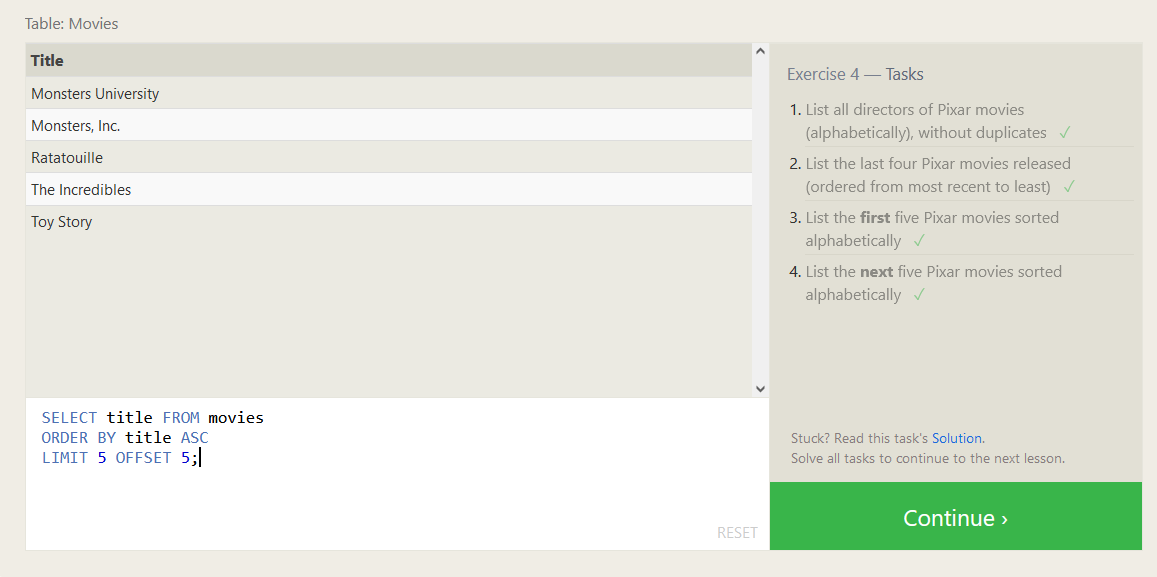 Table: Movies
Title
Monsters University
Monsters, Inc.
Ratatouille
The Incredibles
Toy Story
SELECT title FROM movies
ORDER BY title ASC
LIMIT 5 OFFSET 5;
RESET
Exercise 4 — Tasks
1. List all directors of Pixar movies
(alphabetically), without duplicates ✓
2. List the last four Pixar movies released
(ordered from most recent to least) ✓
3. List the first five Pixar movies sorted
alphabetically ✓
4. List the next five Pixar movies sorted
alphabetically ✓
Stuck? Read this task's Solution.
Solve all tasks to continue to the next lesson.
Continue ›